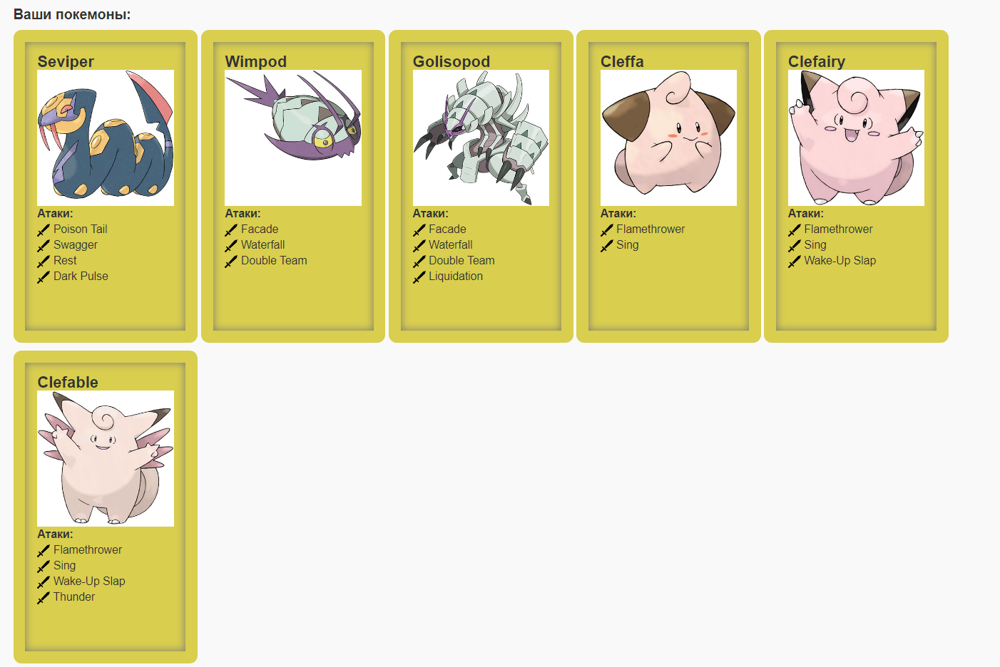 Ваши покемоны:
Seviper
Атаки:
Poison Tail
Swagger
Rest
Dark Pulse
Wimpod
Атаки:
Facade
Waterfall
Double Team
Golisopod
Атаки:
Facade
Waterfall
Double Team
Liquidation
Cleffa
Атаки:
Flamethrower
Sing
Clefairy
Атаки:
Flamethrower
Sing
Wake-Up Slap
Clefable
Атаки:
Flamethrower
Sing
Wake-Up Slap
Thunder